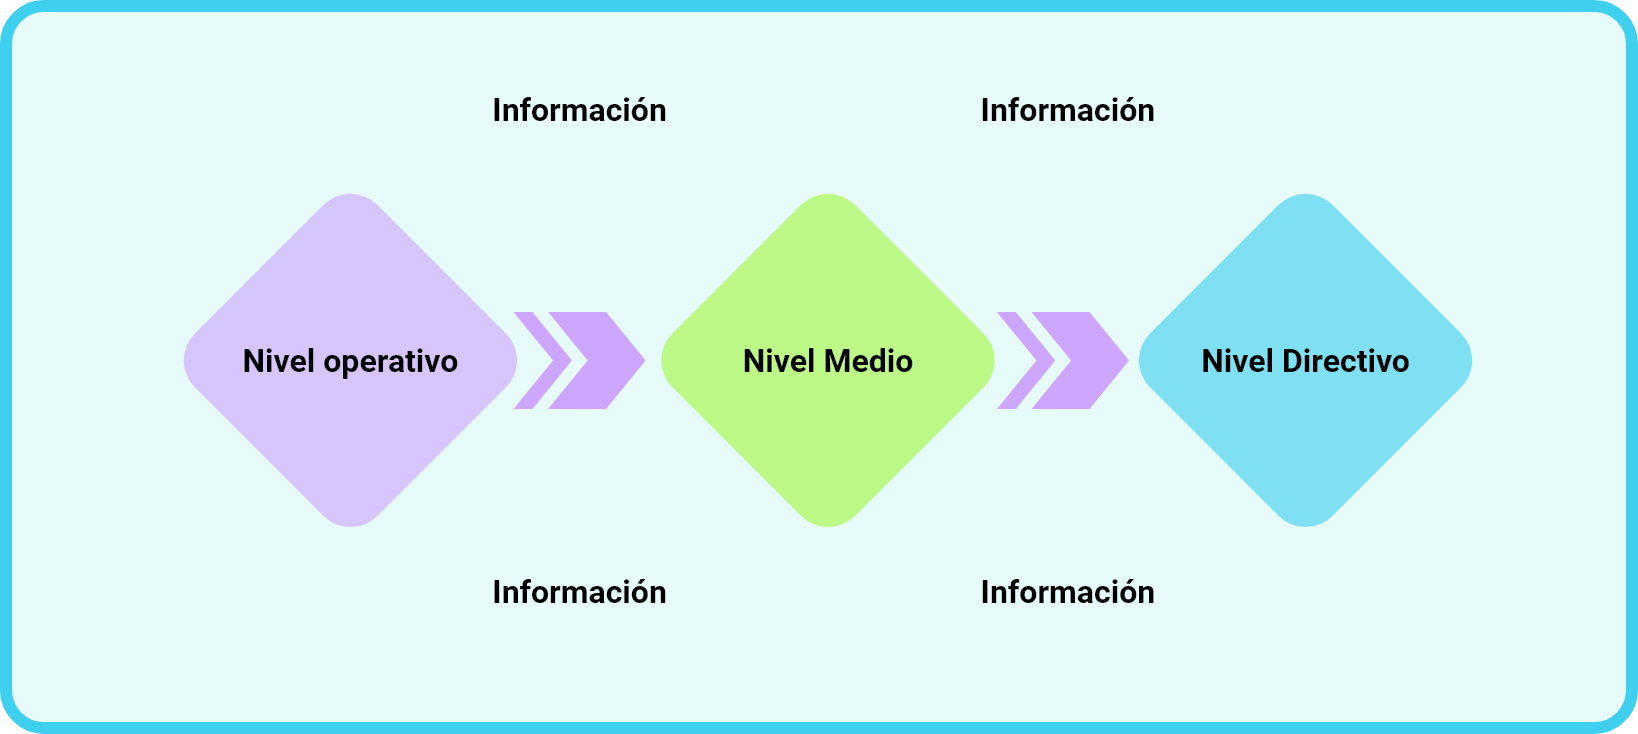 Información
Información
Nivel operativo
Nivel Medio
Nivel Directivo
Información
Información